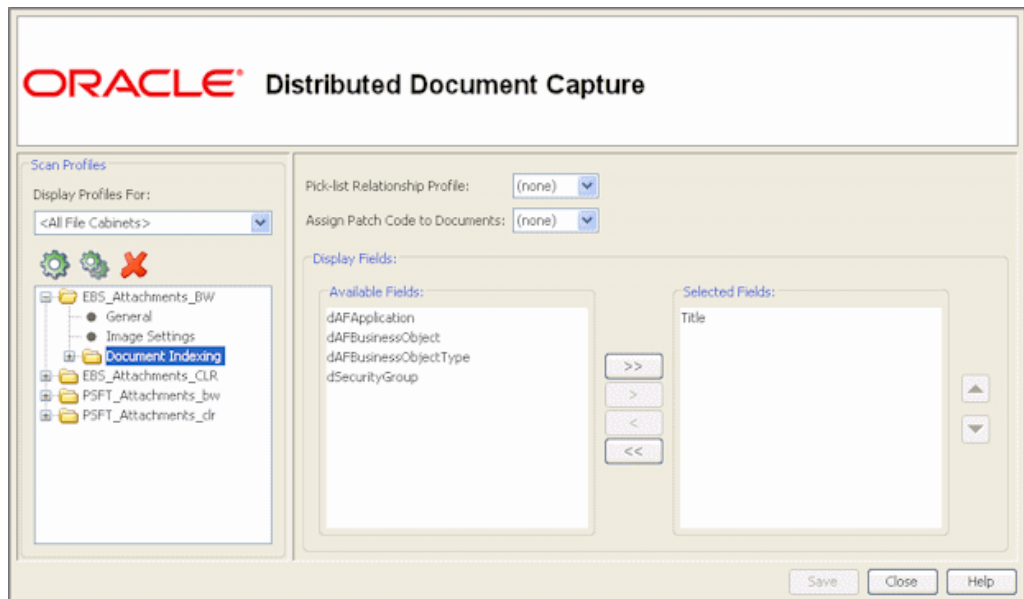 ORACLE® Distributed Document Capture
Scan Profiles
Display Profiles For:
<All File Cabinets>
EBS_Attachments_BW
General
Image Settings
Document Indexing
EBS_Attachments_CLR
PSFT_Attachments_bw
PSFT_Attachments_clr
Pick-list Relationship Profile: (none)
Assign Patch Code to Documents: (none)
Display Fields:
Available Fields:
dAFApplication
dAFBusinessObject
dAFBusinessObjectType
dSecurityGroup
>>
>
<
<<
Selected Fields:
Title
Save Close Help